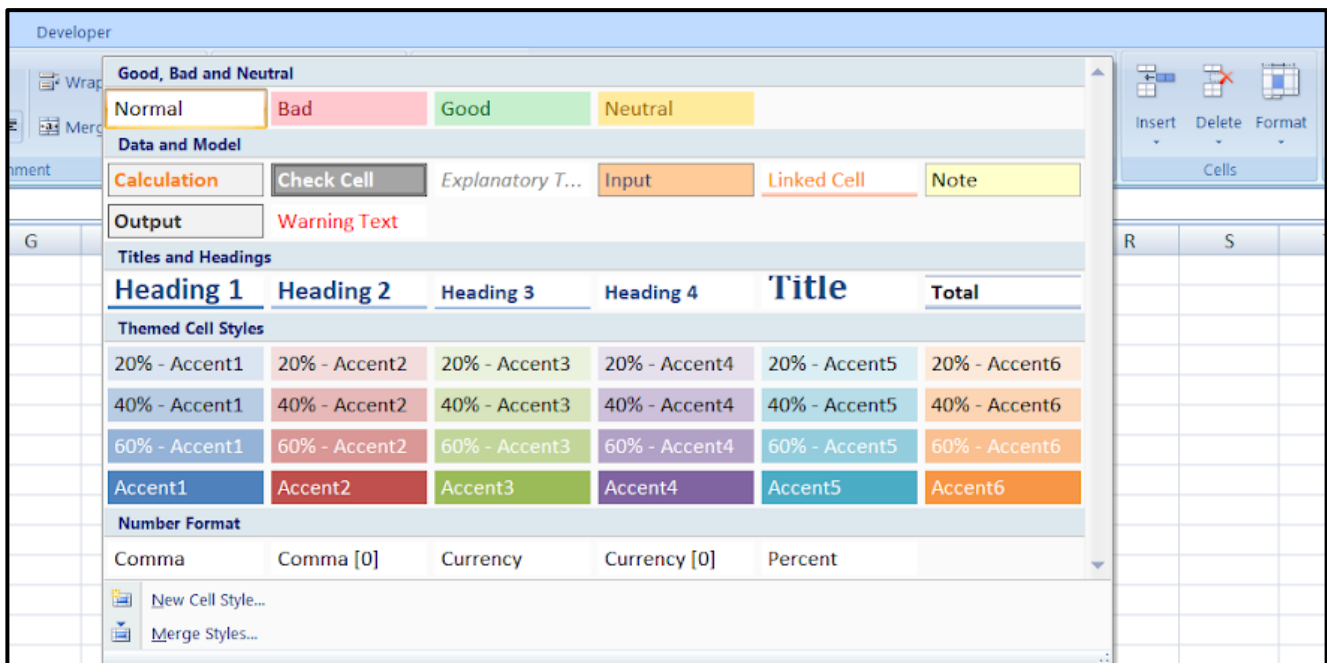 Developer
Wrap
Merg
nment
Good, Bad and Neutral
Normal Bad Good Neutral
Data and Model
Calculation Check Cell Explanatory T... Input Linked Cell Note
Output Warning Text
Titles and Headings
Heading 1 Heading 2 Heading 3 Heading 4 Title Total
Themed Cell Styles
20% - Accent1 20% - Accent2 20% - Accent3 20% - Accent4 20% - Accent5 20% - Accent6
40% - Accent1 40% - Accent2 40% - Accent3 40% - Accent4 40% - Accent5 40% - Accent6
60% - Accent1 60% - Accent2 60% - Accent3 60% - Accent4 60% - Accent5 60% - Accent6
Accent1 Accent2 Accent3 Accent4 Accent5 Accent6
Number Format
Comma Comma [0] Currency Currency [0] Percent
New Cell Style...
Merge Styles...
Insert Delete Format
Cells
G R S